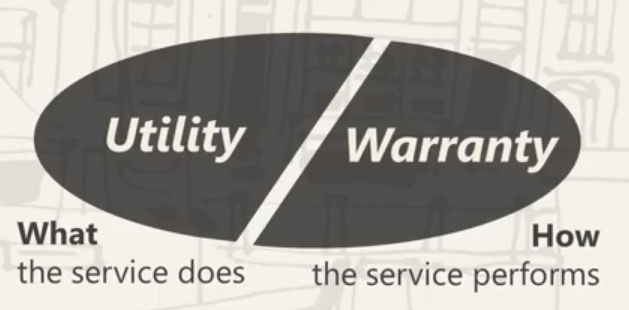 Utility
Warranty
What
the service does
How
the service performs